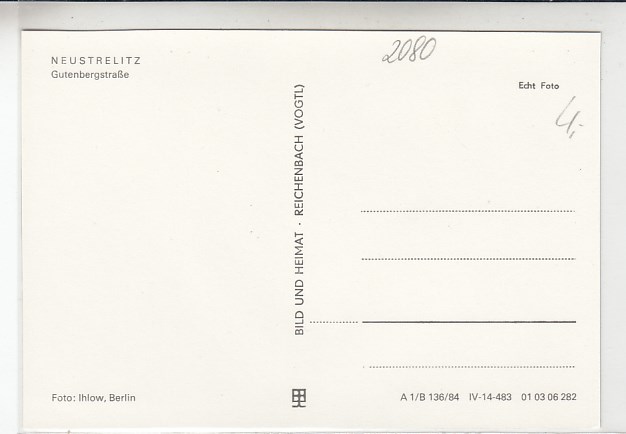 NEUSTRELITZ
Gutenbergstraße
2080
Echt Foto
4,-
BILD UND HEIMAT · REICHENBACH (VOGTL)
Foto: Ihlow, Berlin
A 1/B 136/84 IV-14-483 01 03 06 282